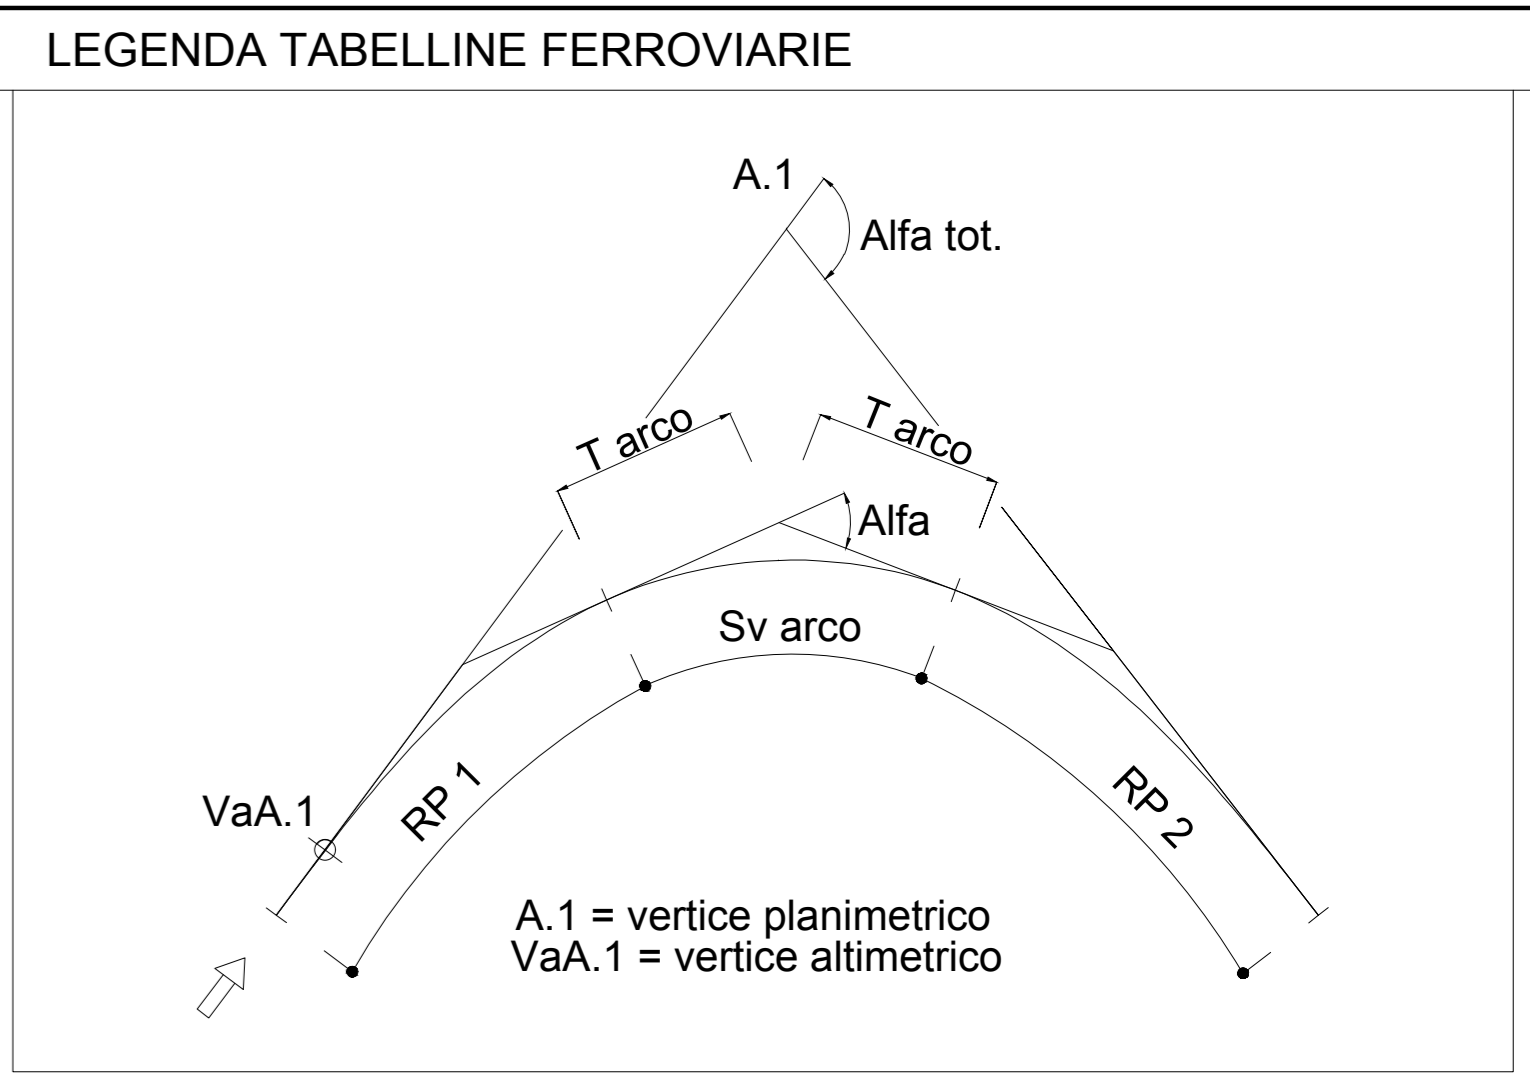 LEGENDA TABELLINE FERROVIARIE
A.1
Alfa tot.
T arco
T arco
Alfa
Sv arco
VaA.1
RP 1
RP 2
A.1 = vertice planimetrico
VaA.1 = vertice altimetrico